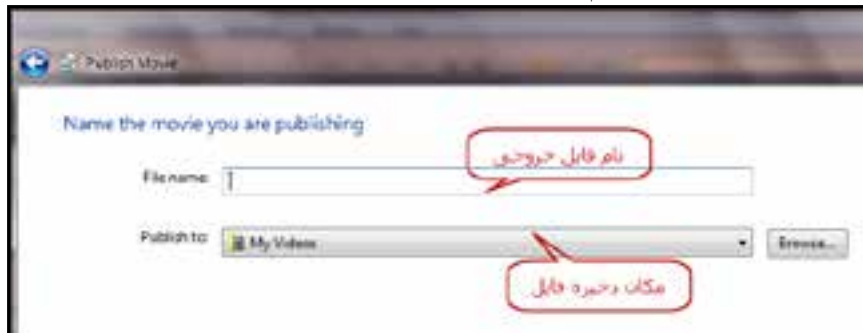 Publish Movie
Name the movie you are publishing
نام فایل خروجی
File name:
Publish to:
My Videos
Browse...
مکان ذخیره فایل